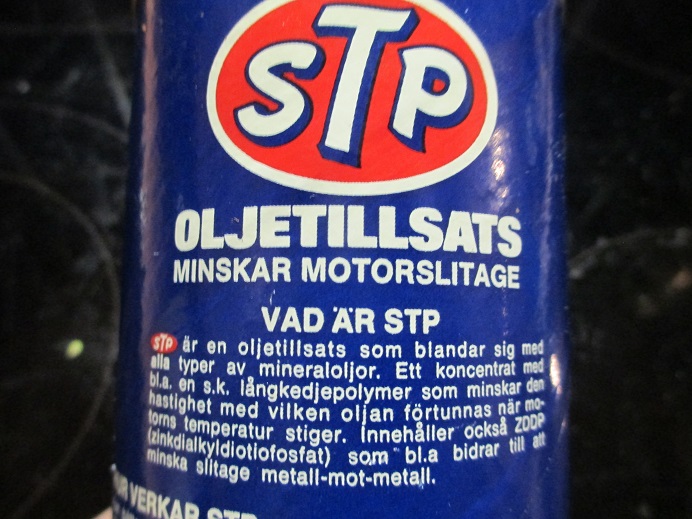 STP
OLJETILLSATS
MINSKAR MOTORSLITAGE
VAD ÄR STP
STP är en oljetillsats som blandar sig med
alla typer av mineraloljor. Ett koncentrat med
bl.a. en s.k. långkedjepolymer som minskar den
hastighet med vilken oljan förtunnas när mo-
torns temperatur stiger. Innehåller också ZDDP
(zinkdialkyldiotiofosfat) som bl.a bidrar till att
minska slitage metall-mot-metall.
VERKAR STP